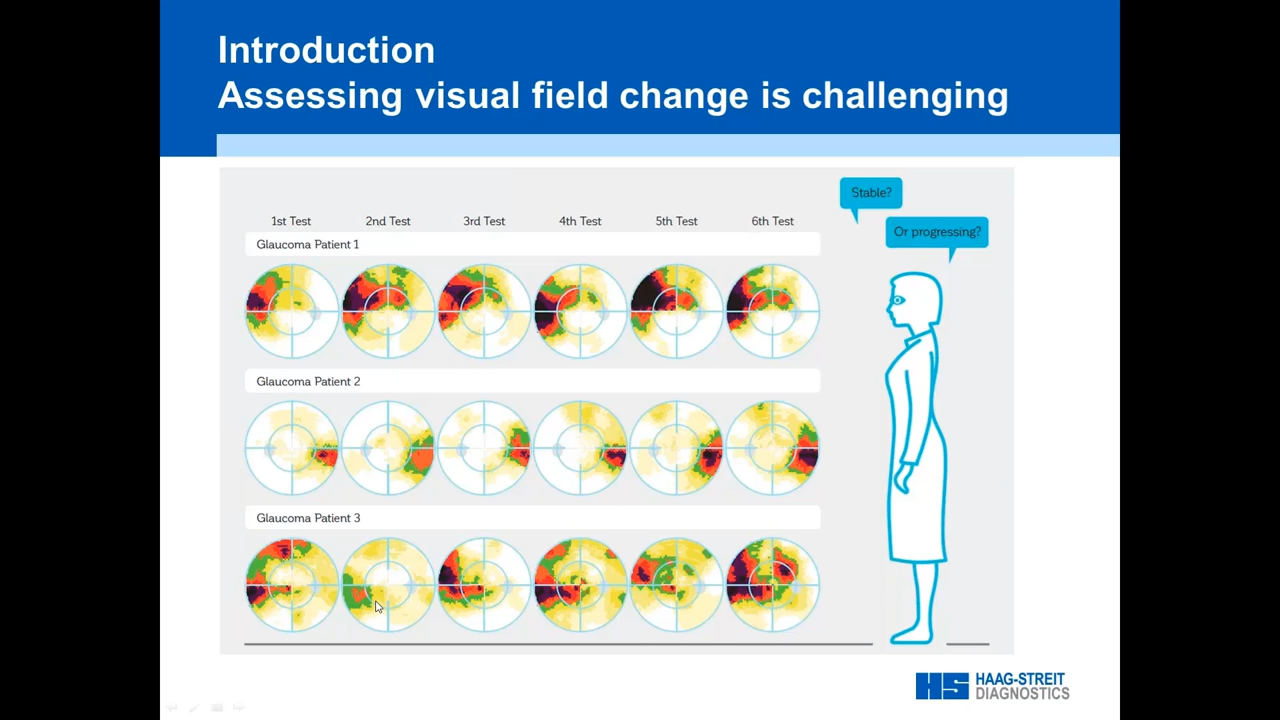 Introduction
Assessing visual field change is challenging
Stable?
Or progressing?
1st Test 2nd Test 3rd Test 4th Test 5th Test 6th Test
Glaucoma Patient 1
Glaucoma Patient 2
Glaucoma Patient 3
HS HAAG-STREIT
DIAGNOSTICS